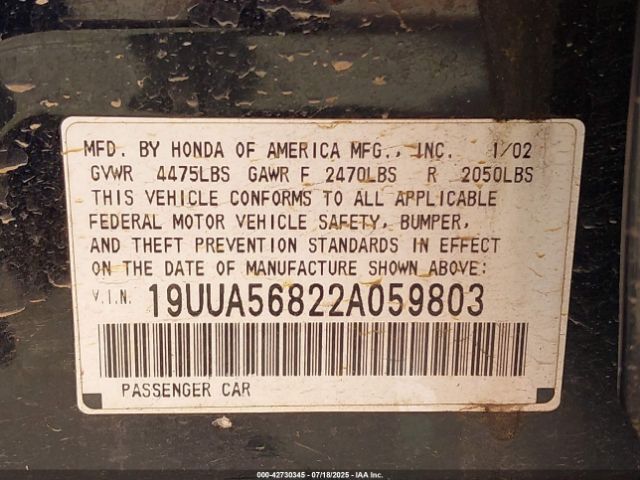 MFD. BY HONDA OF AMERICA MFG., INC. 1/02
GVWR 4475LBS GAWR F 2470LBS R 2050LBS
THIS VEHICLE CONFORMS TO ALL APPLICABLE
FEDERAL MOTOR VEHICLE SAFETY, BUMPER,
AND THEFT PREVENTION STANDARDS IN EFFECT
ON THE DATE OF MANUFACTURE SHOWN ABOVE:
V.I.N. 19UUA56822A059803
PASSENGER CAR
000-42730345 - 07/18/2025 - IAA Inc.